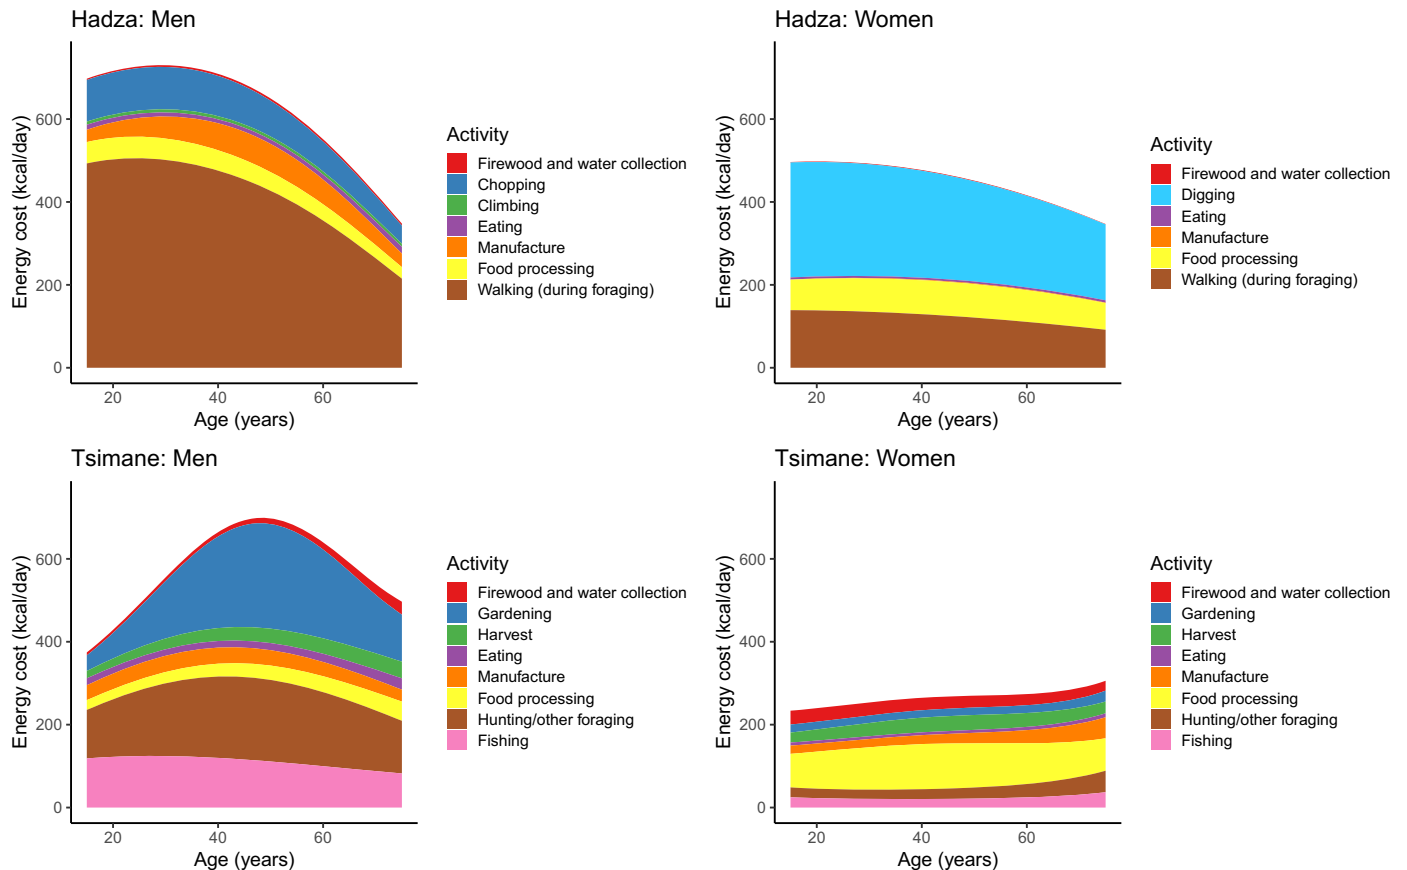 Hadza: Men
Energy cost (kcal/day)
600
400
200
0
20
40
60
Age (years)
Activity
Firewood and water collection
Chopping
Climbing
Eating
Manufacture
Food processing
Walking (during foraging)
Hadza: Women
Energy cost (kcal/day)
600
400
200
0
20
40
60
Age (years)
Activity
Firewood and water collection
Digging
Eating
Manufacture
Food processing
Walking (during foraging)
Tsimane: Men
Energy cost (kcal/day)
600
400
200
0
20
40
60
Age (years)
Activity
Firewood and water collection
Gardening
Harvest
Eating
Manufacture
Food processing
Hunting/other foraging
Fishing
Tsimane: Women
Energy cost (kcal/day)
600
400
200
0
20
40
60
Age (years)
Activity
Firewood and water collection
Gardening
Harvest
Eating
Manufacture
Food processing
Hunting/other foraging
Fishing